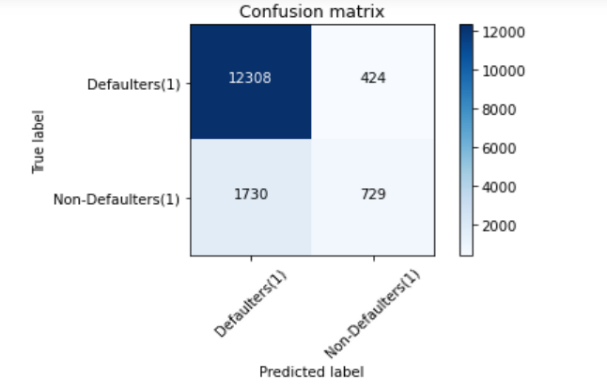 Confusion matrix
True label
Defaulters(1)
12308
424
Non-Defaulters(1)
1730
729
Defaulters(1)
Non-Defaulters(1)
Predicted label
12000
10000
8000
6000
4000
2000